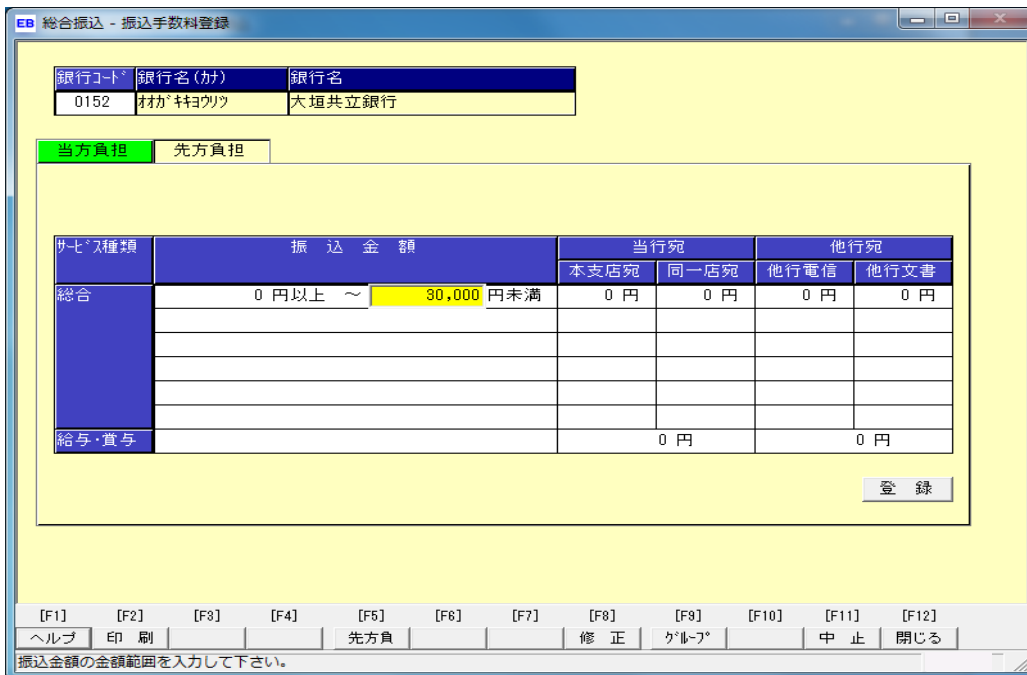 EB 総合振込 - 振込手数料登録
銀行ｺｰﾄﾞ 銀行名(ｶﾅ) 銀行名
0152 ｵｵｶﾞｷｷﾖｳﾘﾂ 大垣共立銀行
当方負担 先方負担
ｻｰﾋﾞｽ種類 振 込 金 額 当行宛 他行宛
本支店宛 同一店宛 他行電信 他行文書
総合 0 円以上 ～ 30,000 円未満 0 円 0 円 0 円 0 円
給与・賞与 0 円 0 円
登 録
[F1] [F2] [F3] [F4] [F5] [F6] [F7] [F8] [F9] [F10] [F11] [F12]
ヘルプ 印 刷 先方負 修 正 ｸﾞﾙｰﾌﾟ 中 止 閉じる
振込金額の金額範囲を入力して下さい。